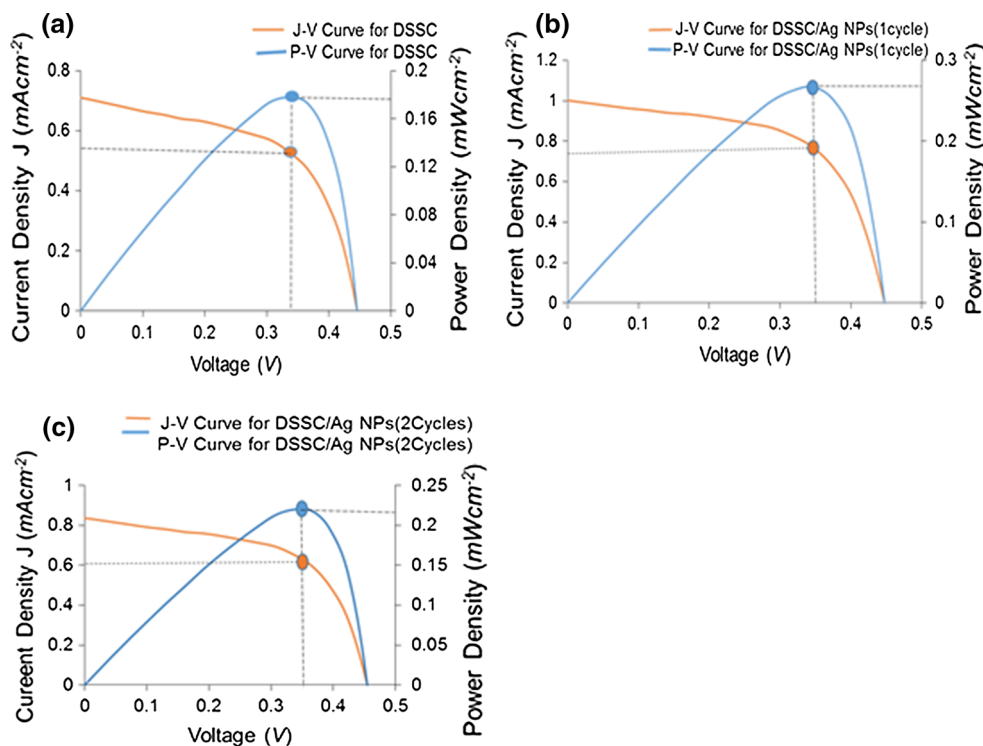 (a)
J-V Curve for DSSC
P-V Curve for DSSC
Current Density J (mAcm-2)
0.8
0.6
0.4
0.2
0
0.2
0.16
0.12
0.08
0.04
0
Power Density (mWcm-2)
0 0.1 0.2 0.3 0.4 0.5
Voltage (V)
(b)
J-V Curve for DSSC/Ag NPs(1cycle)
P-V Curve for DSSC/Ag NPs(1cycle)
Current Density J (mAcm-2)
1.2
1
0.8
0.6
0.4
0.2
0
0.3
0.2
0.1
0
Power Density (mWcm-2)
0 0.1 0.2 0.3 0.4 0.5
Voltage (V)
(c)
J-V Curve for DSSC/Ag NPs(2Cycles)
P-V Curve for DSSC/Ag NPs(2Cycles)
Cureent Density J (mAcm-2)
1
0.8
0.6
0.4
0.2
0
0.25
0.2
0.15
0.1
0.05
0
Power Density (mWcm-2)
0 0.1 0.2 0.3 0.4 0.5
Voltage (V)